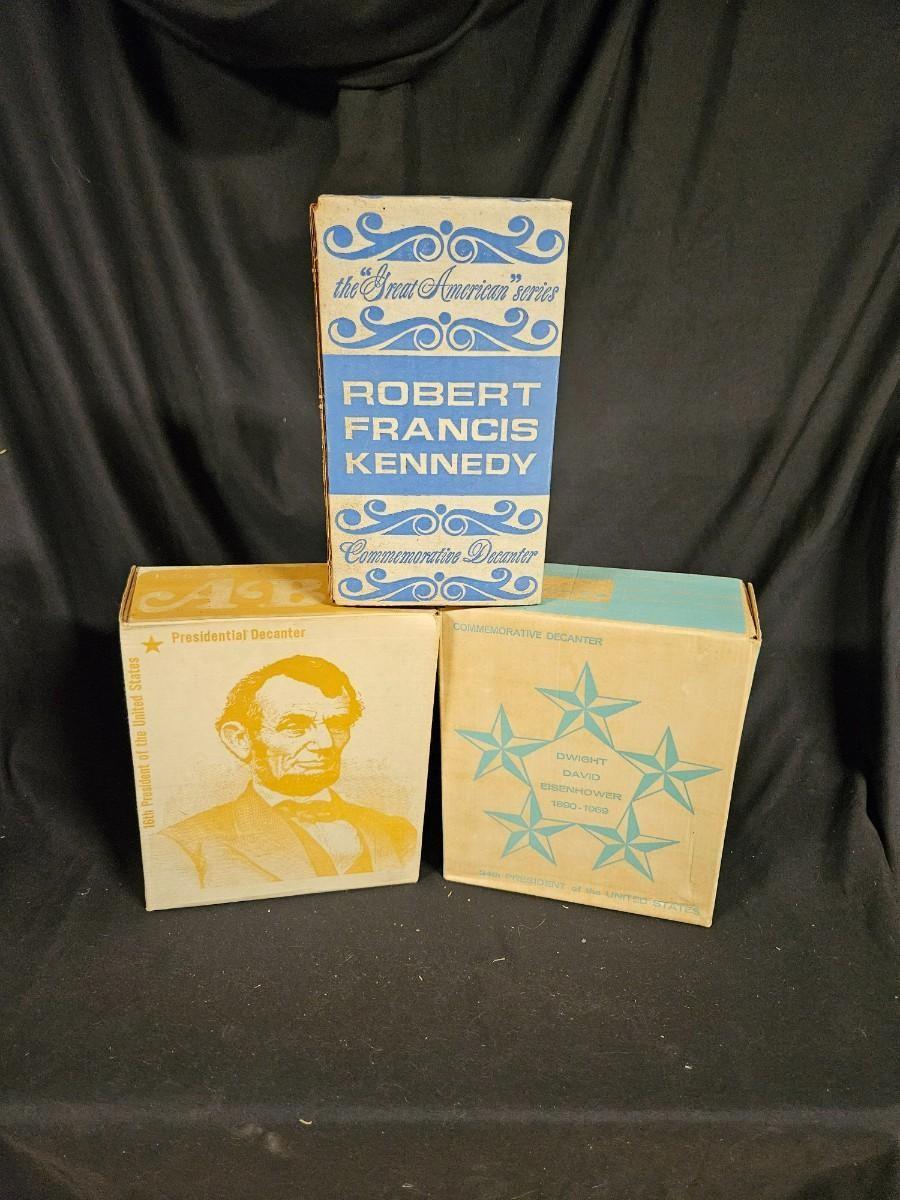 the "Great American" series
ROBERT
FRANCIS
KENNEDY
Commemorative Decanter
Presidential Decanter
16th President of the United States
COMMEMORATIVE DECANTER
DWIGHT
DAVID
EISENHOWER
1890-1969
34th PRESIDENT of the UNITED STATES